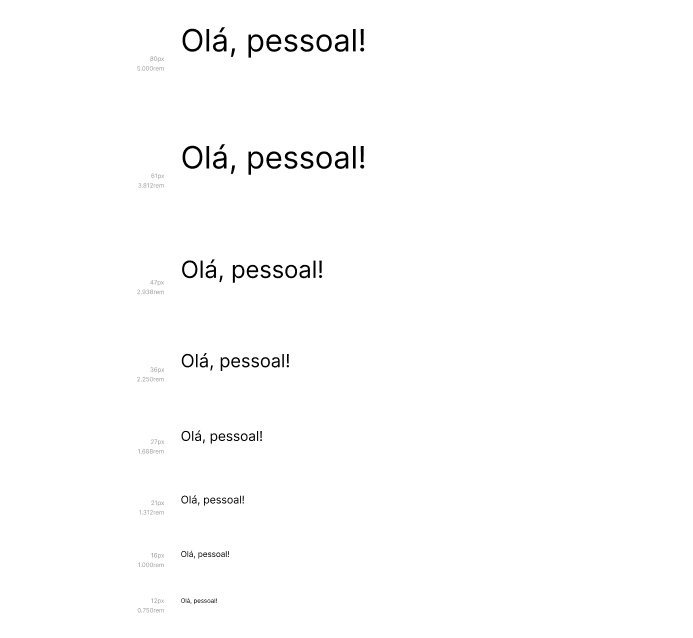 Olá, pessoal!
80px
5.000rem
Olá, pessoal!
61px
3.812rem
Olá, pessoal!
47px
2.938rem
Olá, pessoal!
36px
2.250rem
Olá, pessoal!
27px
1.688rem
Olá, pessoal!
21px
1.312rem
Olá, pessoal!
16px
1.000rem
Olá, pessoal!
12px
0.750rem